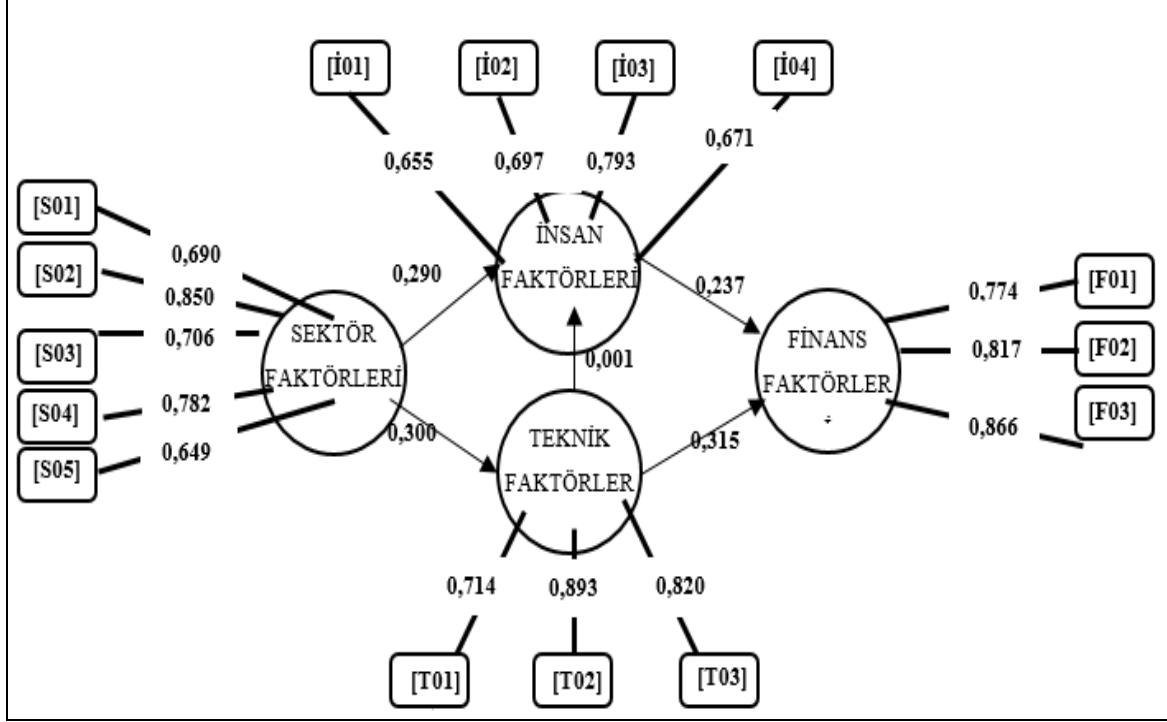 [İ01] [İ02] [İ03] [İ04]
0,655 0,697 0,793 0,671
[S01]
[S02]
[S03]
[S04]
[S05]
0,690
0,850
0,706
0,782
0,649
SEKTÖR
FAKTÖRLERİ
0,290
0,300
İNSAN
FAKTÖRLERİ
0,001
TEKNİK
FAKTÖRLER
0,237
0,315
FİNANS
FAKTÖRLER
0,774
0,817
0,866
[F01]
[F02]
[F03]
0,714 0,893 0,820
[T01] [T02] [T03]